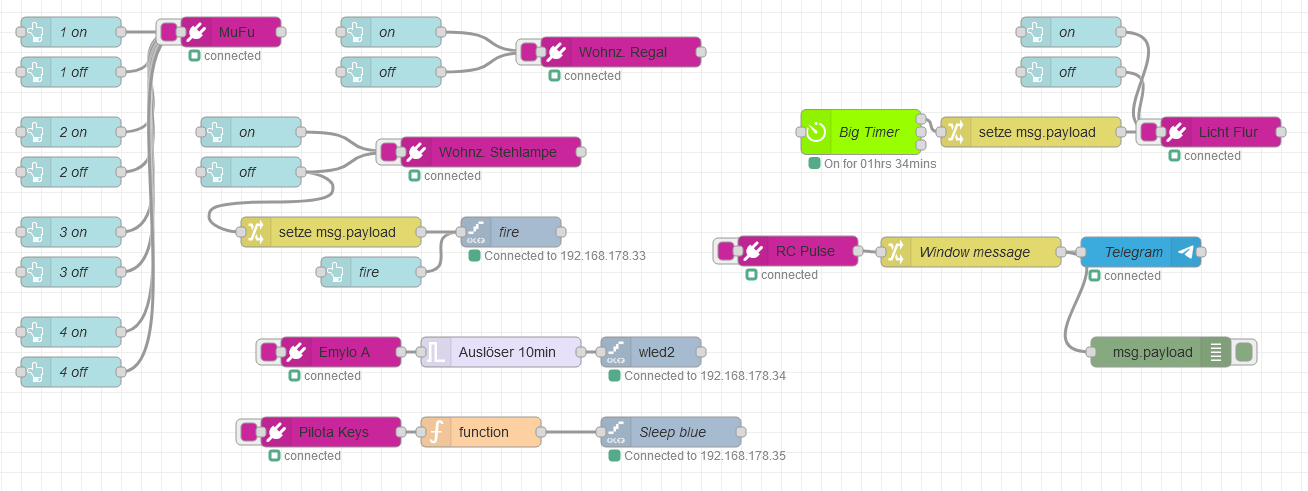 1 on
MuFu
connected
1 off
2 on
2 off
3 on
3 off
4 on
4 off
on
off
Wohnz. Regal
connected
on
off
Wohnz. Stehlampe
connected
setze msg.payload
fire
Connected to 192.168.178.33
fire
Emylo A
connected
Auslöser 10min
wled2
Connected to 192.168.178.34
Pilota Keys
connected
function
Sleep blue
Connected to 192.168.178.35
on
off
Big Timer
On for 01hrs 34mins
setze msg.payload
Licht Flur
connected
RC Pulse
connected
Window message
Telegram
connected
msg.payload